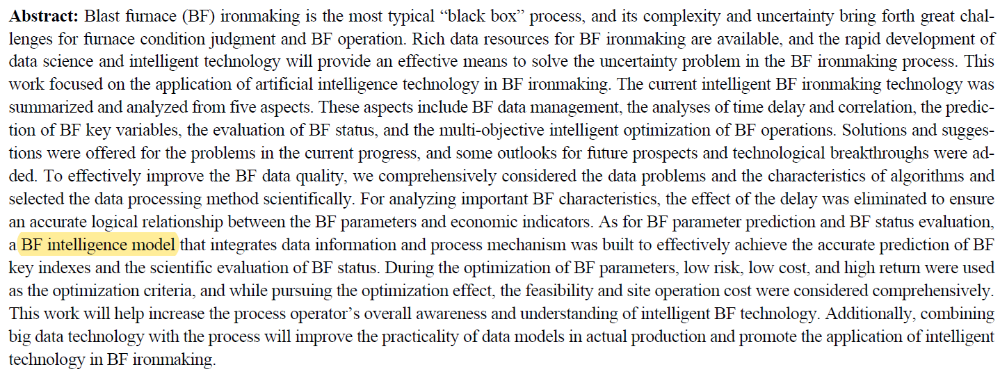 Abstract: Blast furnace (BF) ironmaking is the most typical “black box” process, and its complexity and uncertainty bring forth great chal-
lenges for furnace condition judgment and BF operation. Rich data resources for BF ironmaking are available, and the rapid development of
data science and intelligent technology will provide an effective means to solve the uncertainty problem in the BF ironmaking process. This
work focused on the application of artificial intelligence technology in BF ironmaking. The current intelligent BF ironmaking technology was
summarized and analyzed from five aspects. These aspects include BF data management, the analyses of time delay and correlation, the predic-
tion of BF key variables, the evaluation of BF status, and the multi-objective intelligent optimization of BF operations. Solutions and sugges-
tions were offered for the problems in the current progress, and some outlooks for future prospects and technological breakthroughs were ad-
ded. To effectively improve the BF data quality, we comprehensively considered the data problems and the characteristics of algorithms and
selected the data processing method scientifically. For analyzing important BF characteristics, the effect of the delay was eliminated to ensure
an accurate logical relationship between the BF parameters and economic indicators. As for BF parameter prediction and BF status evaluation,
a BF intelligence model that integrates data information and process mechanism was built to effectively achieve the accurate prediction of BF
key indexes and the scientific evaluation of BF status. During the optimization of BF parameters, low risk, low cost, and high return were used
as the optimization criteria, and while pursuing the optimization effect, the feasibility and site operation cost were considered comprehensively.
This work will help increase the process operator’s overall awareness and understanding of intelligent BF technology. Additionally, combining
big data technology with the process will improve the practicality of data models in actual production and promote the application of intelligent
technology in BF ironmaking.